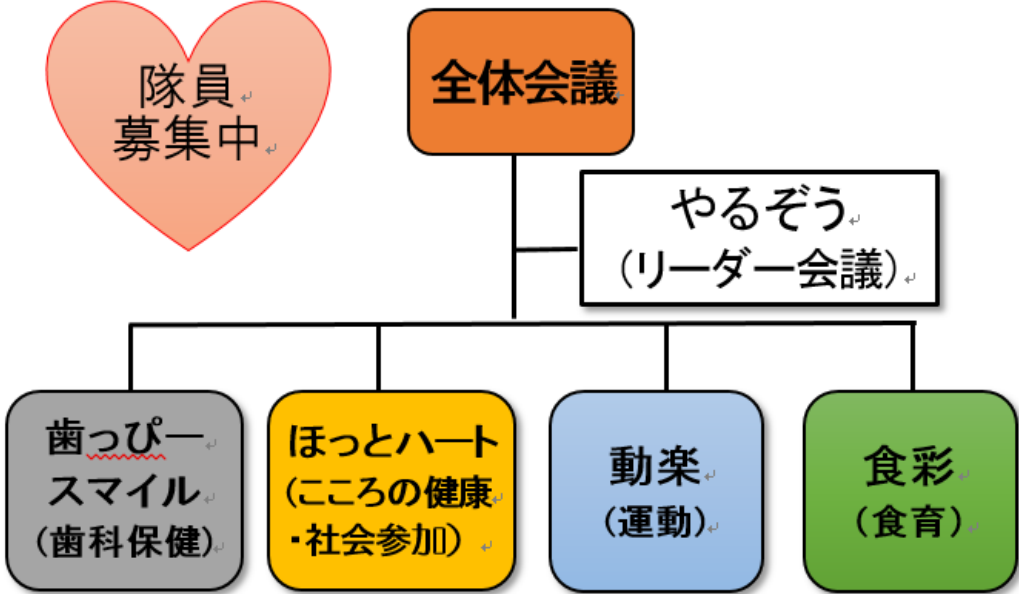 隊員
募集中
全体会議
やるぞう
（リーダー会議）
歯っぴー
スマイル
(歯科保健)
ほっとハート
(こころの健康
・社会参加）
動楽
(運動)
食彩
（食育）